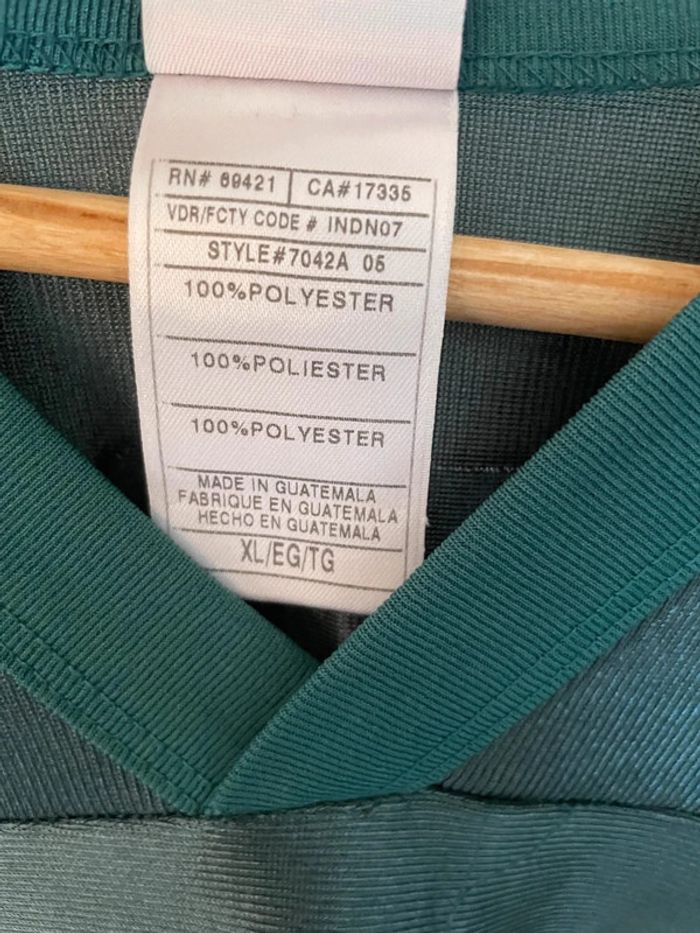 RN# 69421 CA#17335
VDR/FCTY CODE # INDN07
STYLE#7042A 05
100%POLYESTER
100%POLIESTER
100%POLYESTER
MADE IN GUATEMALA
FABRIQUE EN GUATEMALA
HECHO EN GUATEMALA
XL/EG/TG